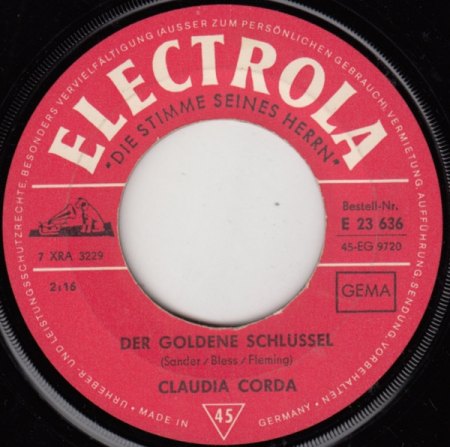 BESONDERS VERVIELFÄLTIGUNG (AUSSER ZUM PERSÖNLICHEN GEBRAUCH), VERMIETUNG, AUFFÜHRUNG, SENDUNG, VORBEHALTEN
ELECTROLA
"DIE STIMME SEINES HERRN"
Bestell-Nr.
E 23 636
7 XRA 3229
45-EG 9720
2:16
GEMA
DER GOLDENE SCHLÜSSEL
(Sander/Bless/Fleming)
CLAUDIA CORDA
45
URHEBER- UND LEISTUNGSSCHUTZRECHTE,
MADE IN GERMANY